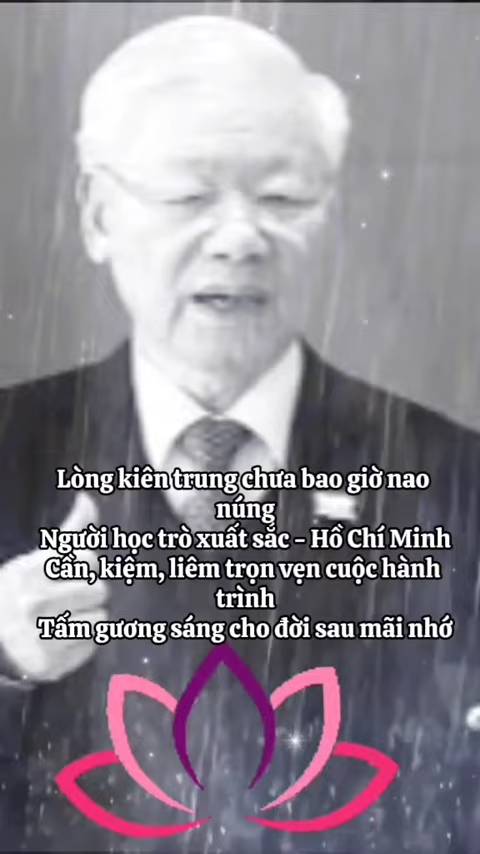 Lòng kiên trung chưa bao giờ nao
núng
Người học trò xuất sắc - Hồ Chí Minh
Cần, kiệm, liêm trọn vẹn cuộc hành
trình
Tấm gương sáng cho đời sau mãi nhớ